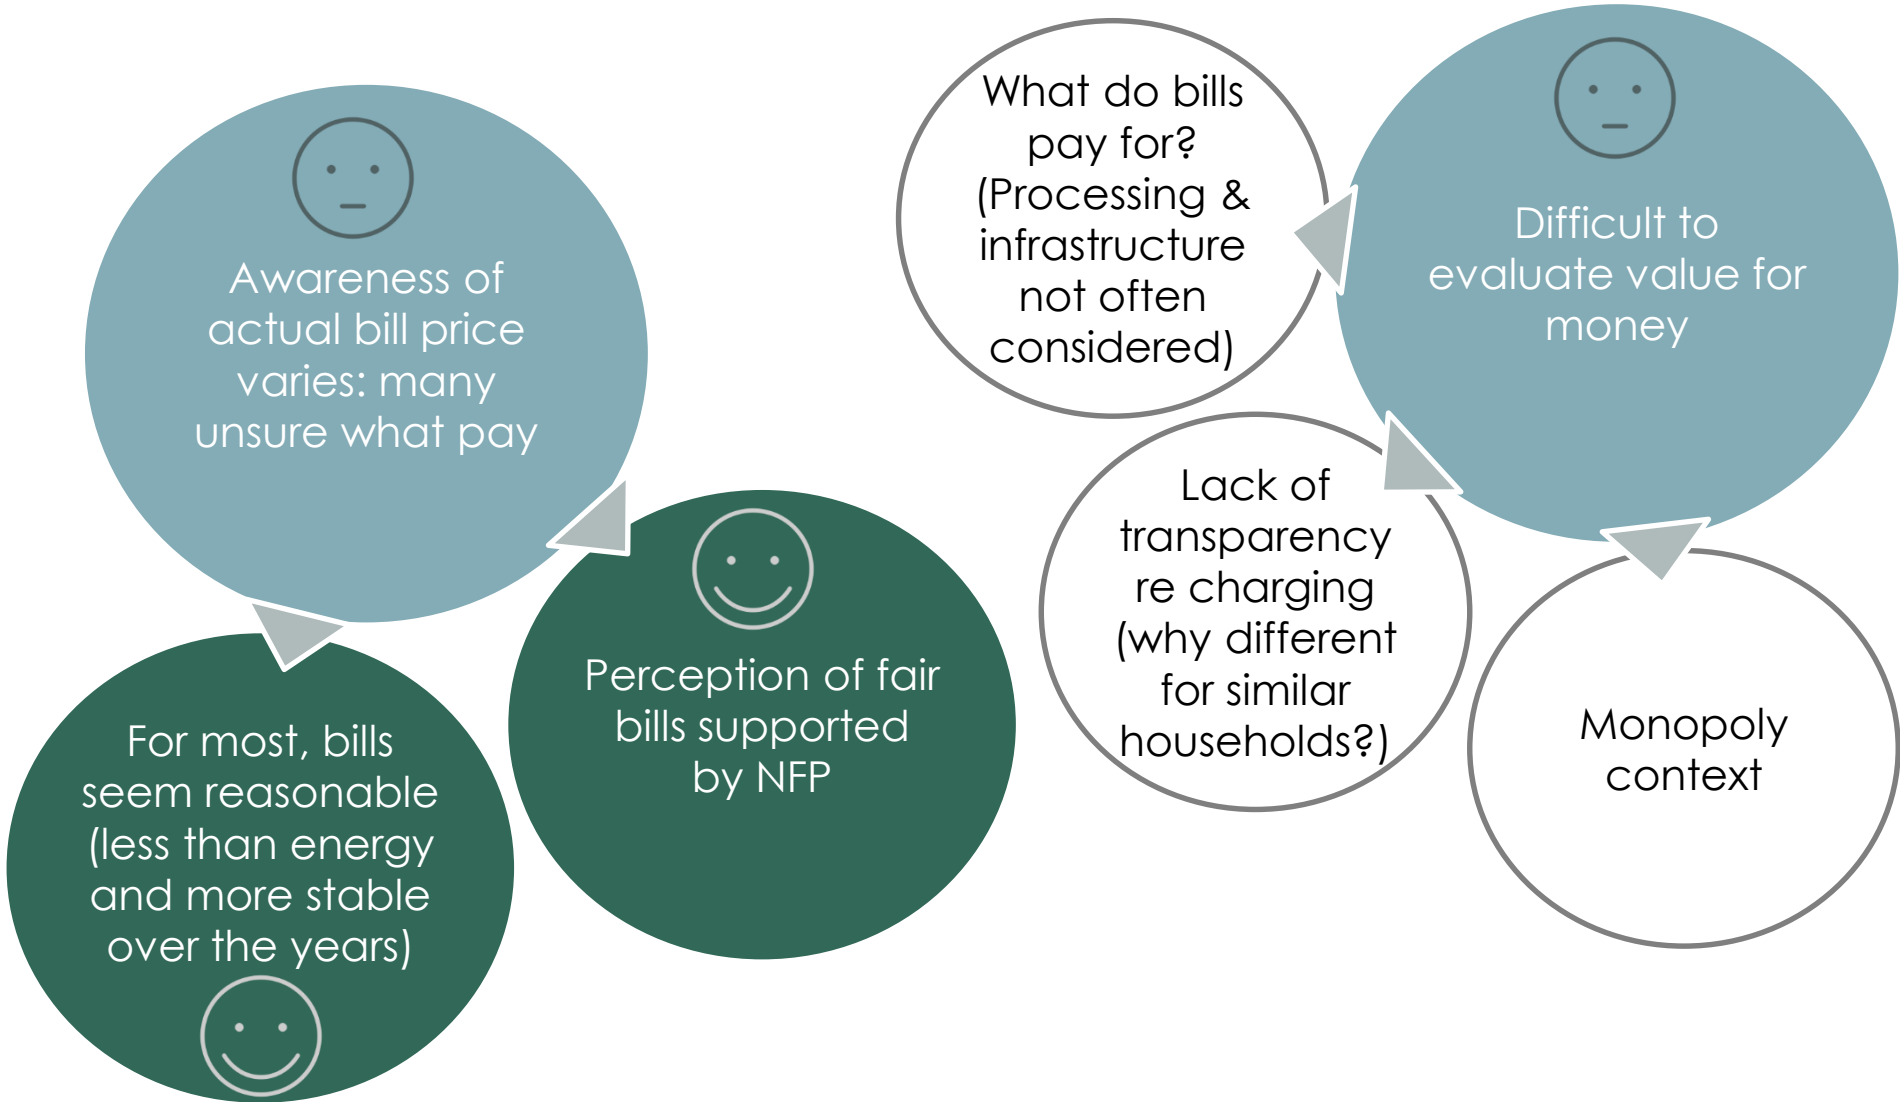 Awareness of
actual bill price
varies: many
unsure what pay
For most, bills
seem reasonable
(less than energy
and more stable
over the years)
Perception of fair
bills supported
by NFP
What do bills
pay for?
(Processing &
infrastructure
not often
considered)
Difficult to
evaluate value for
money
Lack of
transparency
re charging
(why different
for similar
households?)
Monopoly
context